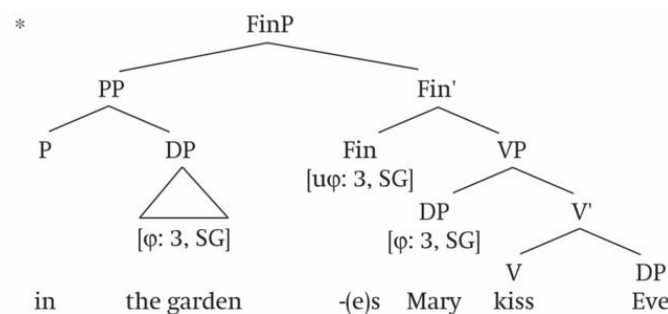 * FinP
PP Fin'
P DP Fin VP
[uφ: 3, SG]
DP V'
[φ: 3, SG] [φ: 3, SG]
V DP
in the garden -(e)s Mary kiss Eve